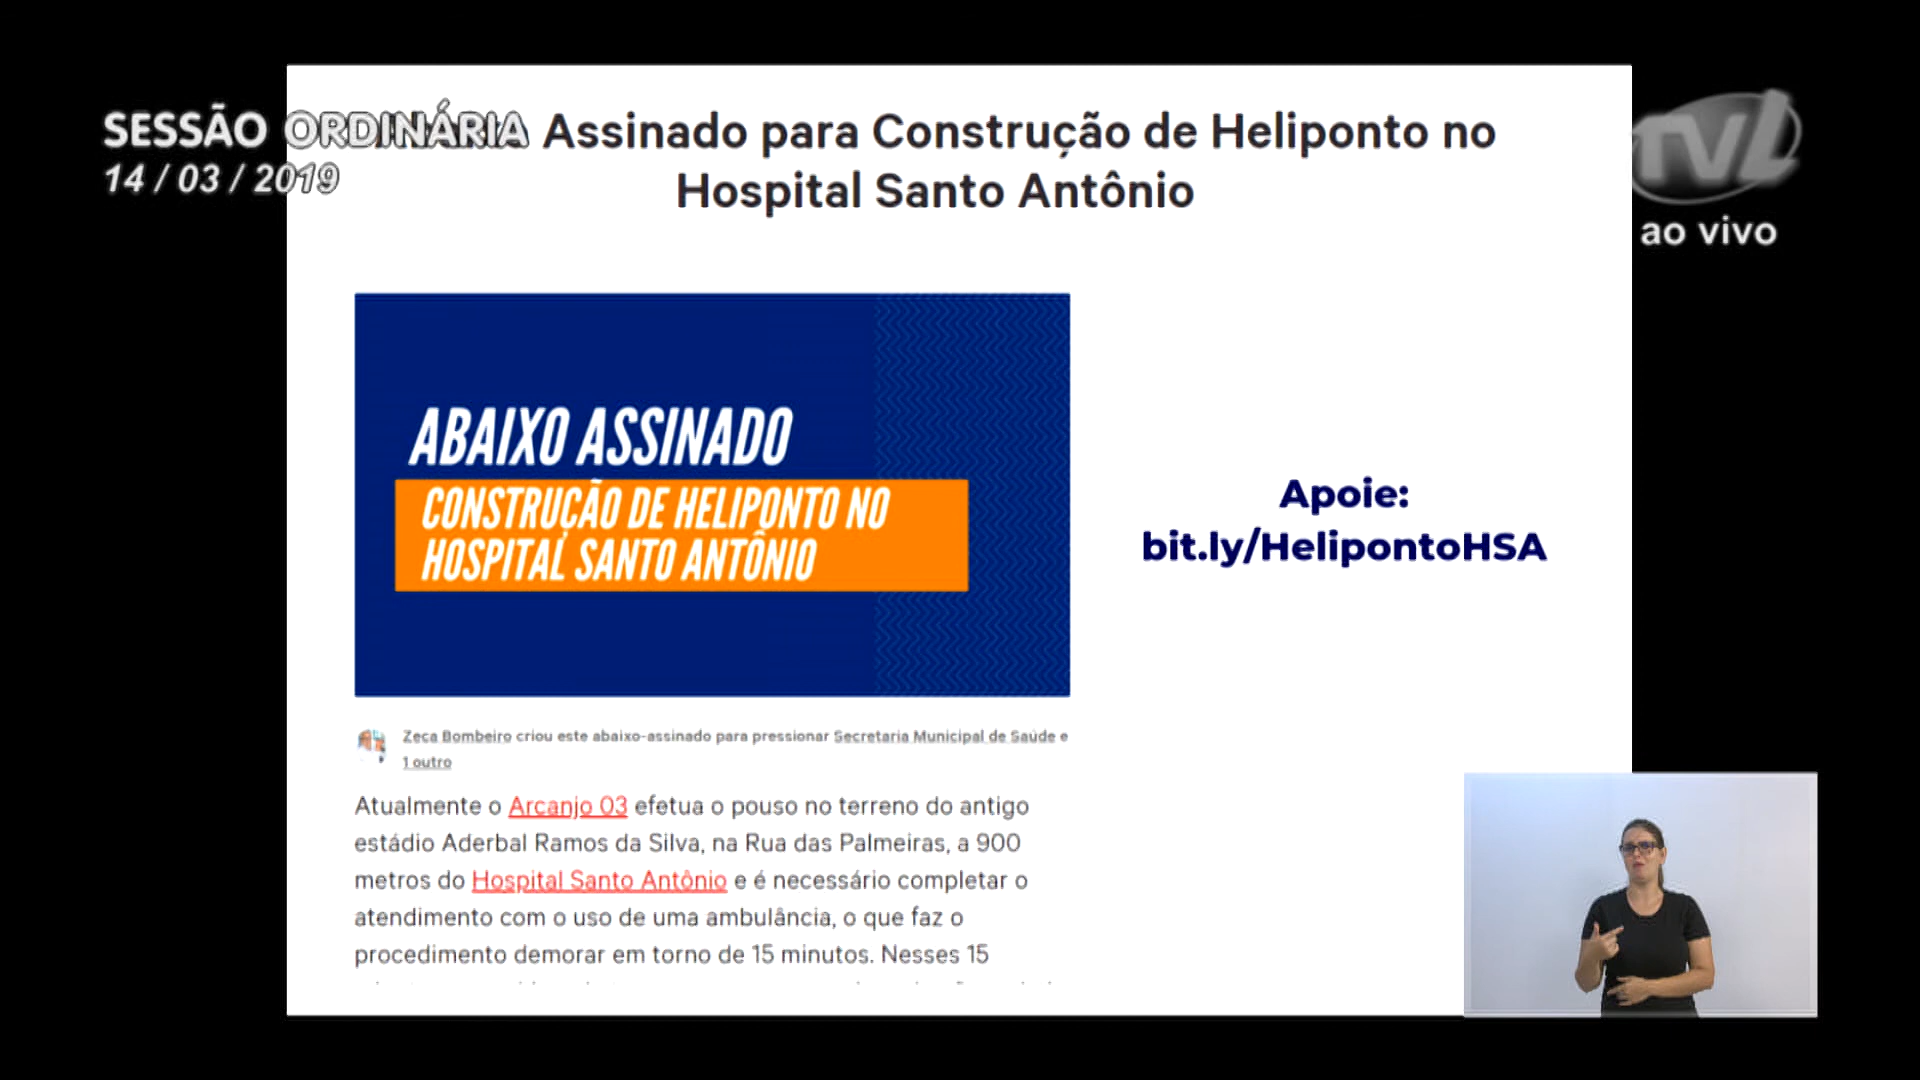 SESSÃO ORDINÁRIA
14 / 03 / 2019
Assinado para Construção de Heliponto no
Hospital Santo Antônio
TVL
ao vivo
ABAIXO ASSINADO
CONSTRUÇÃO DE HELIPONTO NO
HOSPITAL SANTO ANTÔNIO
Apoie:
bit.ly/HelipontoHSA
Zeca Bombeiro criou este abaixo-assinado para pressionar Secretaria Municipal de Saúde e
1 outro
Atualmente o Arcanjo 03 efetua o pouso no terreno do antigo
estádio Aderbal Ramos da Silva, na Rua das Palmeiras, a 900
metros do Hospital Santo Antônio e é necessário completar o
atendimento com o uso de uma ambulância, o que faz o
procedimento demorar em torno de 15 minutos. Nesses 15